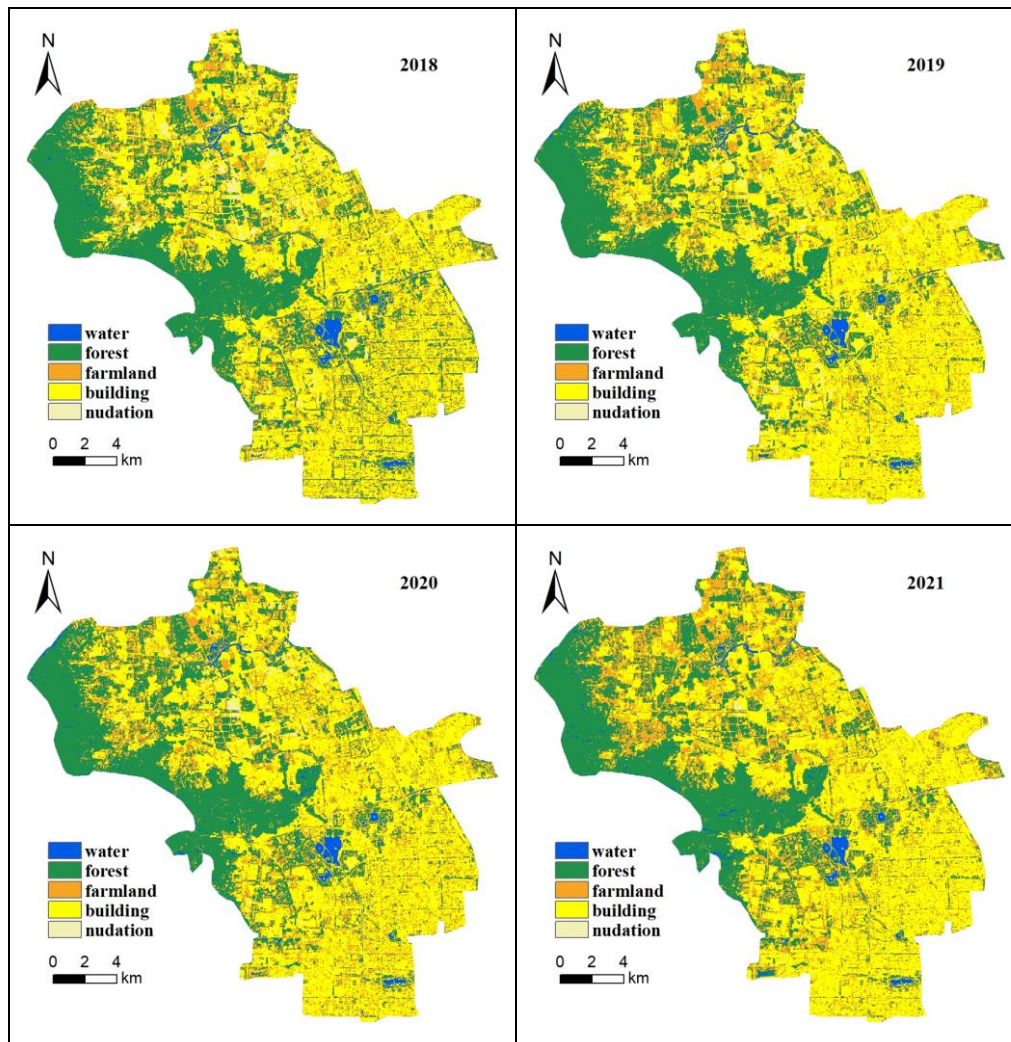 N
2018
water
forest
farmland
building
nudation
0 2 4
km
N
2019
water
forest
farmland
building
nudation
0 2 4
km
N
2020
water
forest
farmland
building
nudation
0 2 4
km
N
2021
water
forest
farmland
building
nudation
0 2 4
km